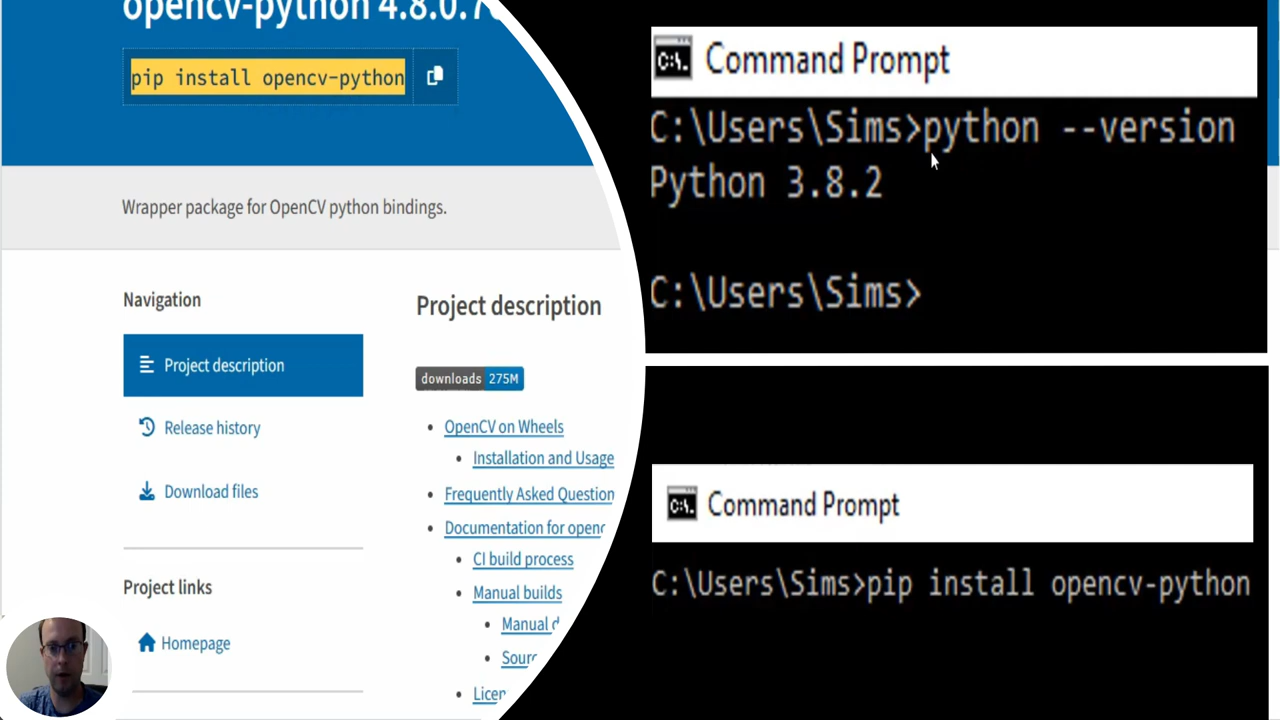 opencv-python 4.8.0.7
pip install opencv-python
Wrapper package for OpenCV python bindings.
Navigation
Project description
Release history
Download files
Project links
Homepage
Project description
downloads 275M
OpenCV on Wheels
Installation and Usage
Frequently Asked Question
Documentation for openc
CI build process
Manual builds
Manual
Sourc
Licen
C:\.
Command Prompt
C:\Users\Sims>python --version
Python 3.8.2
C:\Users\Sims>
C:\.
Command Prompt
C:\Users\Sims>pip install opencv-python